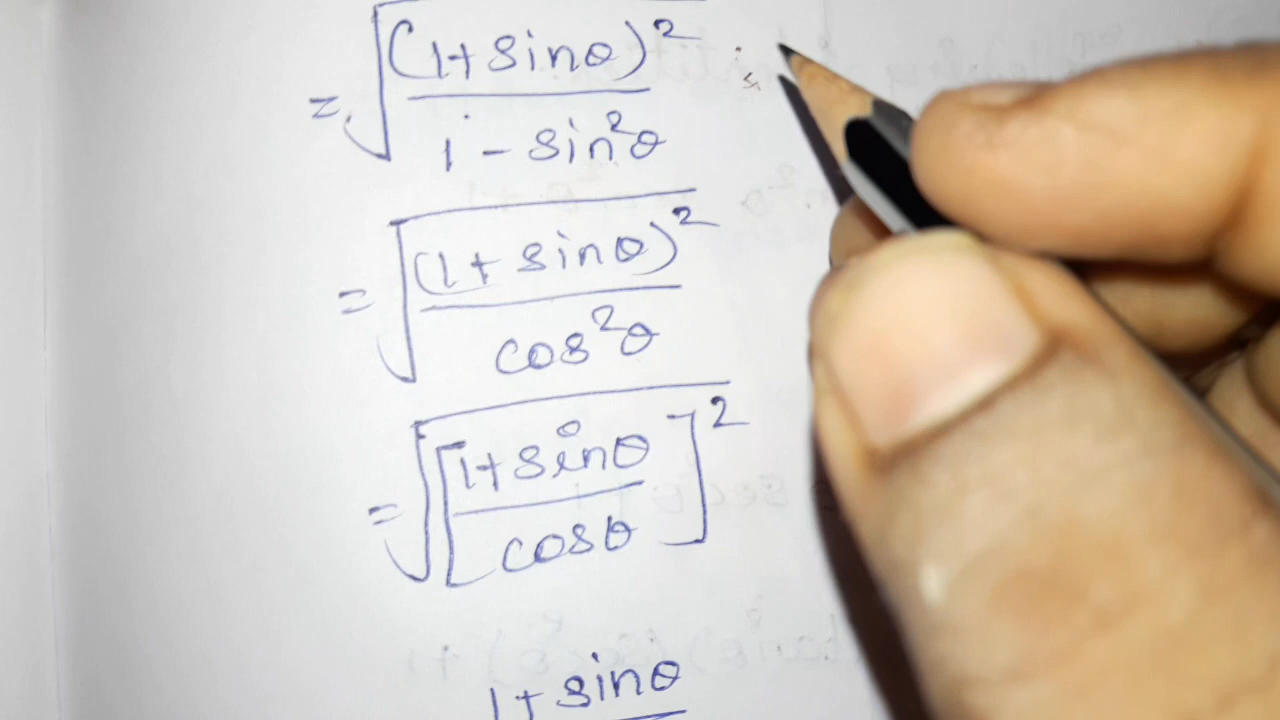 = √((1+sinθ)² / (1 - sin²θ))
= √((1+sinθ)² / cos²θ)
= √[(1+sinθ) / cosθ]²
1+sinθ